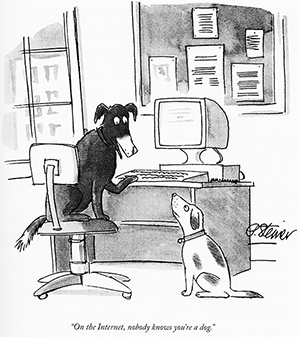 P. Steiner
"On the Internet, nobody knows you're a dog."